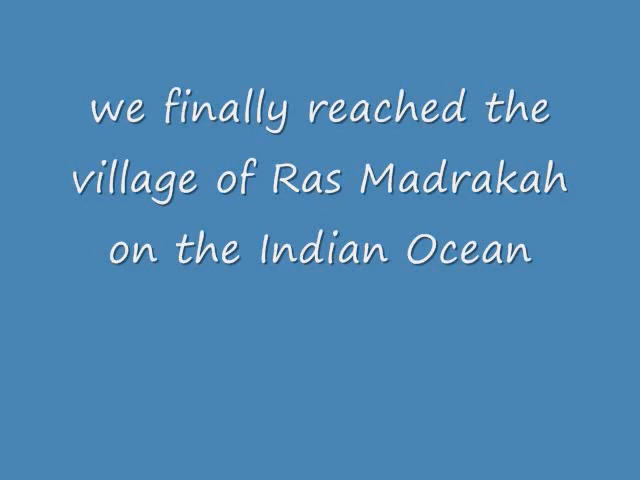 we finally reached the
village of Ras Madrakah
on the Indian Ocean